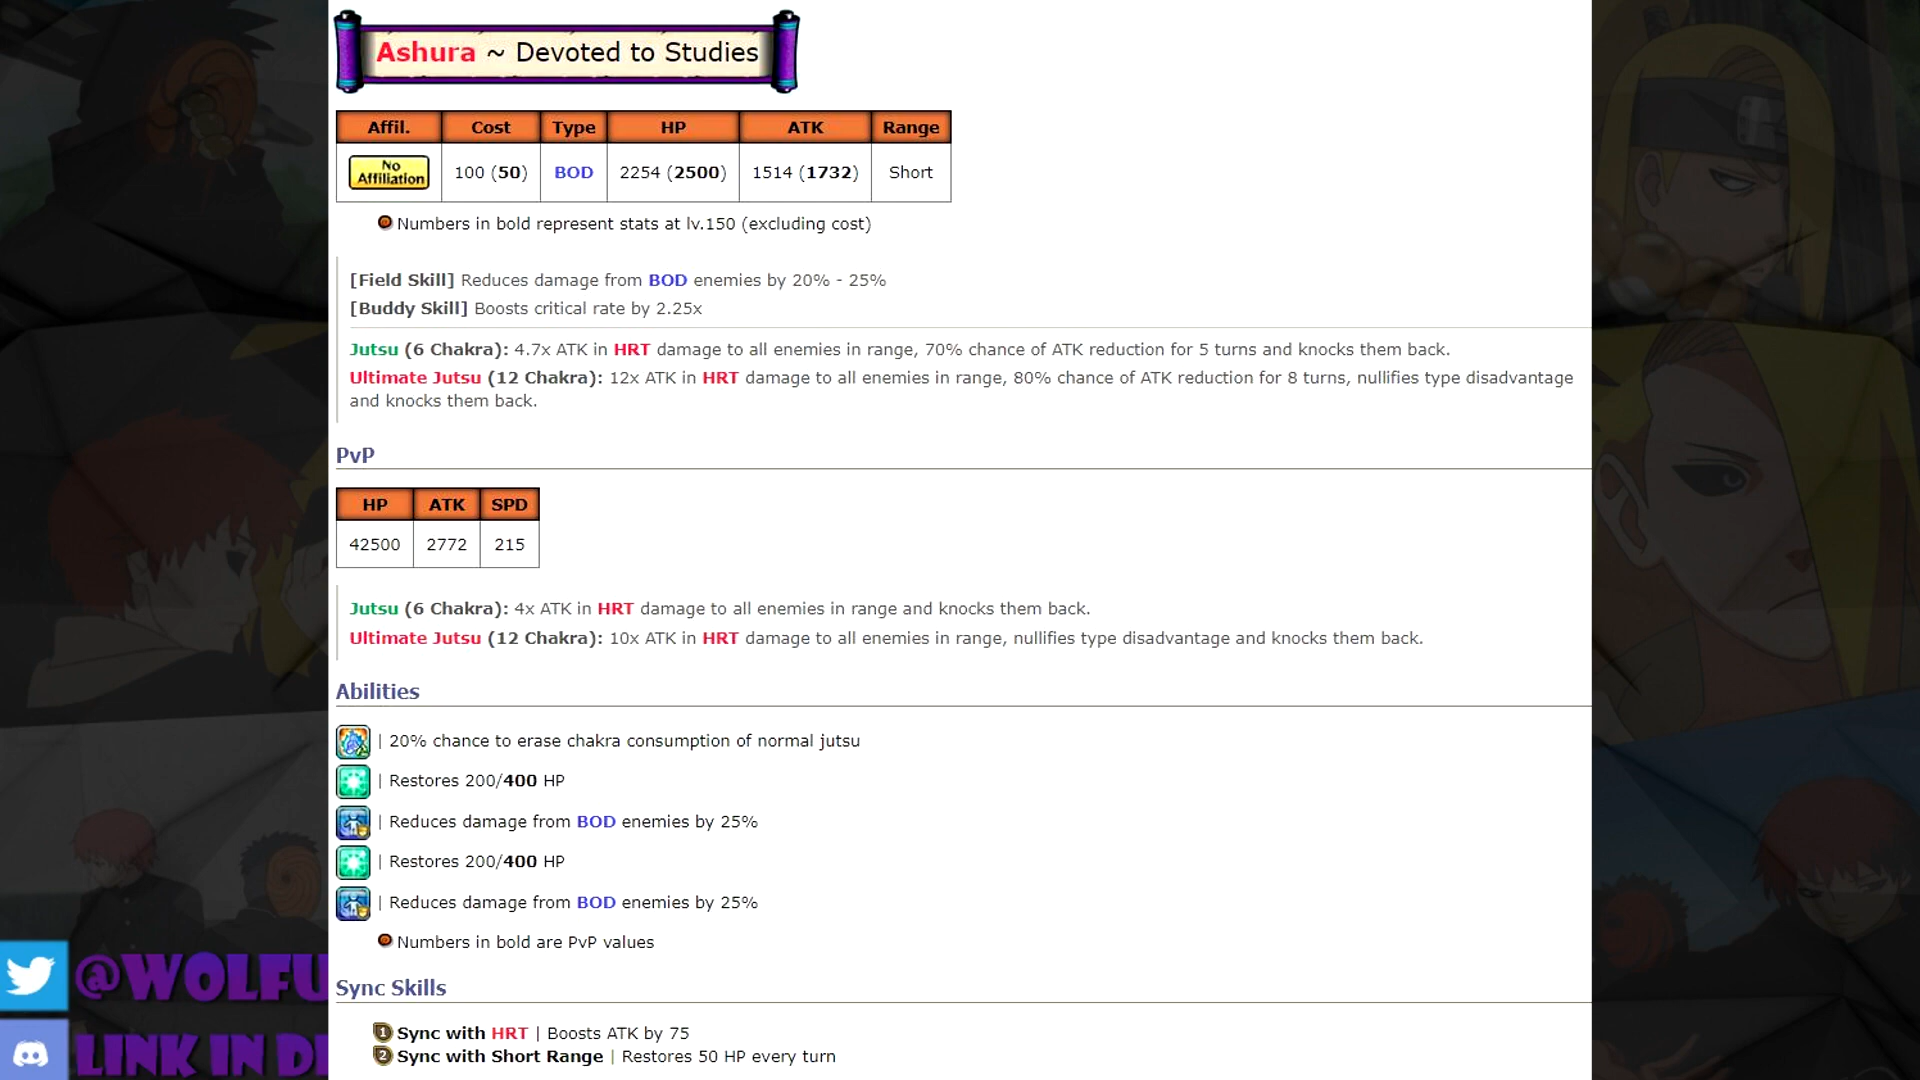 Ashura ~ Devoted to Studies
Affil. Cost Type HP ATK Range
No Affiliation 100 (50) BOD 2254 (2500) 1514 (1732) Short
Numbers in bold represent stats at lv.150 (excluding cost)
[Field Skill] Reduces damage from BOD enemies by 20% - 25%
[Buddy Skill] Boosts critical rate by 2.25x
Jutsu (6 Chakra): 4.7x ATK in HRT damage to all enemies in range, 70% chance of ATK reduction for 5 turns and knocks them back.
Ultimate Jutsu (12 Chakra): 12x ATK in HRT damage to all enemies in range, 80% chance of ATK reduction for 8 turns, nullifies type disadvantage
and knocks them back.
PvP
HP ATK SPD
42500 2772 215
Jutsu (6 Chakra): 4x ATK in HRT damage to all enemies in range and knocks them back.
Ultimate Jutsu (12 Chakra): 10x ATK in HRT damage to all enemies in range, nullifies type disadvantage and knocks them back.
Abilities
| 20% chance to erase chakra consumption of normal jutsu
| Restores 200/400 HP
| Reduces damage from BOD enemies by 25%
| Restores 200/400 HP
| Reduces damage from BOD enemies by 25%
Numbers in bold are PvP values
@WOLFU
Sync Skills
1 Sync with HRT | Boosts ATK by 75
LINK IN D
2 Sync with Short Range | Restores 50 HP every turn